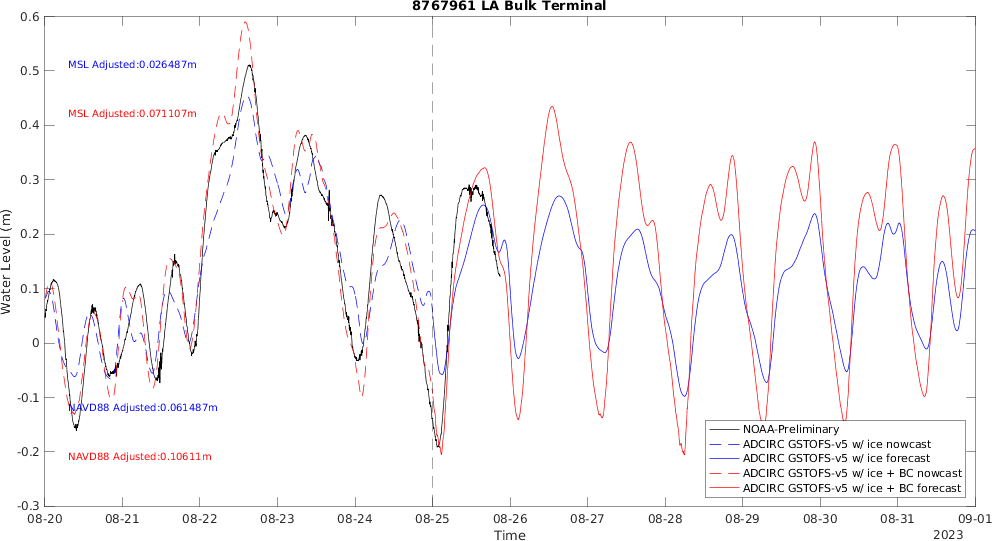 8767961 LA Bulk Terminal
Water Level (m)
0.6
0.5
0.4
0.3
0.2
0.1
0
-0.1
-0.2
-0.3
MSL Adjusted:0.026487m
MSL Adjusted:0.071107m
NAVD88 Adjusted:0.061487m
NAVD88 Adjusted:0.10611m
NOAA-Preliminary
ADCIRC GSTOFS-v5 w/ ice nowcast
ADCIRC GSTOFS-v5 w/ ice forecast
ADCIRC GSTOFS-v5 w/ ice + BC nowcast
ADCIRC GSTOFS-v5 w/ ice + BC forecast
08-20 08-21 08-22 08-23 08-24 08-25 08-26 08-27 08-28 08-29 08-30 08-31 09-01
Time
2023